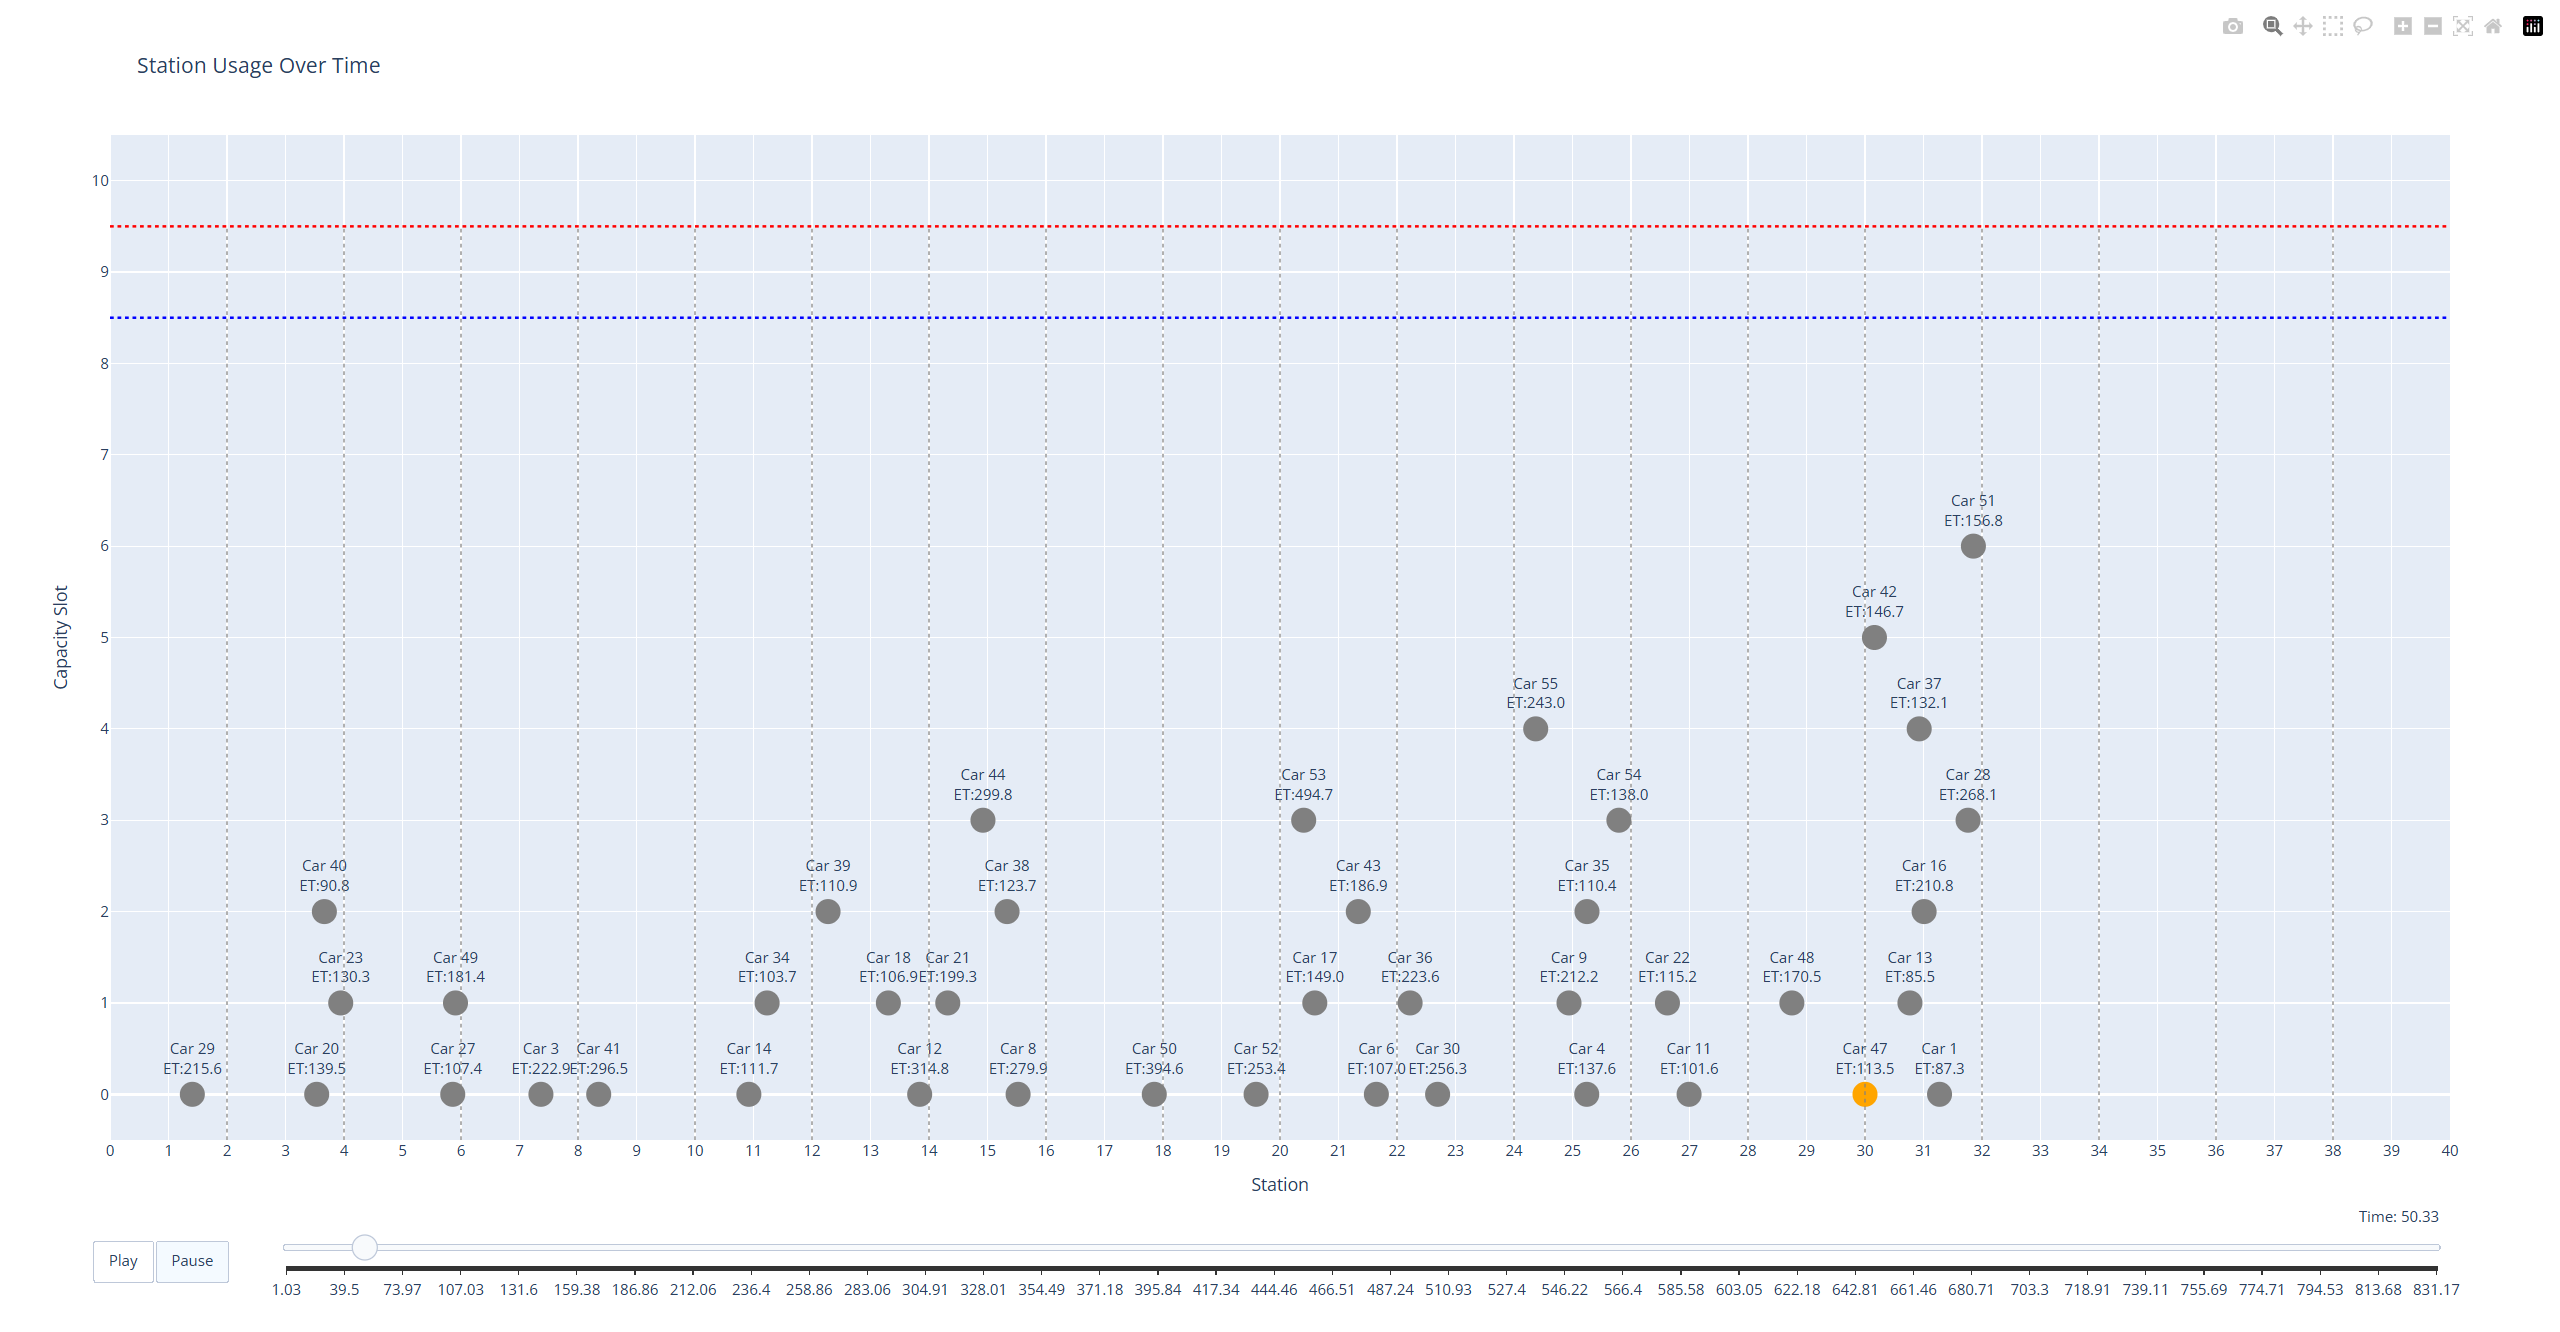 Station Usage Over Time
10
9
8
7
6
5
4
3
2
1
0
Capacity Slot
Car 51
ET:156.8
Car 42
ET:146.7
Car 55
ET:243.0
Car 37
ET:132.1
Car 44
ET:299.8
Car 53
ET:494.7
Car 54
ET:138.0
Car 28
ET:268.1
Car 40
ET:90.8
Car 39
ET:110.9
Car 38
ET:123.7
Car 43
ET:186.9
Car 35
ET:110.4
Car 16
ET:210.8
Car 23
ET:130.3
Car 49
ET:181.4
Car 34
ET:103.7
Car 18
ET:106.9
Car 21
ET:199.3
Car 17
ET:149.0
Car 36
ET:223.6
Car 9
ET:212.2
Car 22
ET:115.2
Car 48
ET:170.5
Car 13
ET:85.5
Car 29
ET:215.6
Car 20
ET:139.5
Car 27
ET:107.4
Car 3
ET:222.9
Car 41
ET:296.5
Car 14
ET:111.7
Car 12
ET:314.8
Car 8
ET:279.9
Car 50
ET:394.6
Car 52
ET:253.4
Car 6
ET:107.0
Car 30
ET:256.3
Car 4
ET:137.6
Car 11
ET:101.6
Car 47
ET:113.5
Car 1
ET:87.3
0 1 2 3 4 5 6 7 8 9 10 11 12 13 14 15 16 17 18 19 20 21 22 23 24 25 26 27 28 29 30 31 32 33 34 35 36 37 38 39 40
Station
Time: 50.33
Play
Pause
1.03 39.5 73.97 107.03 131.6 159.38 186.86 212.06 236.4 258.86 283.06 304.91 328.01 354.49 371.18 395.84 417.34 444.46 466.51 487.24 510.93 527.4 546.22 566.4 585.58 603.05 622.18 642.81 661.46 680.71 703.3 718.91 739.11 755.69 774.71 794.53 813.68 831.17